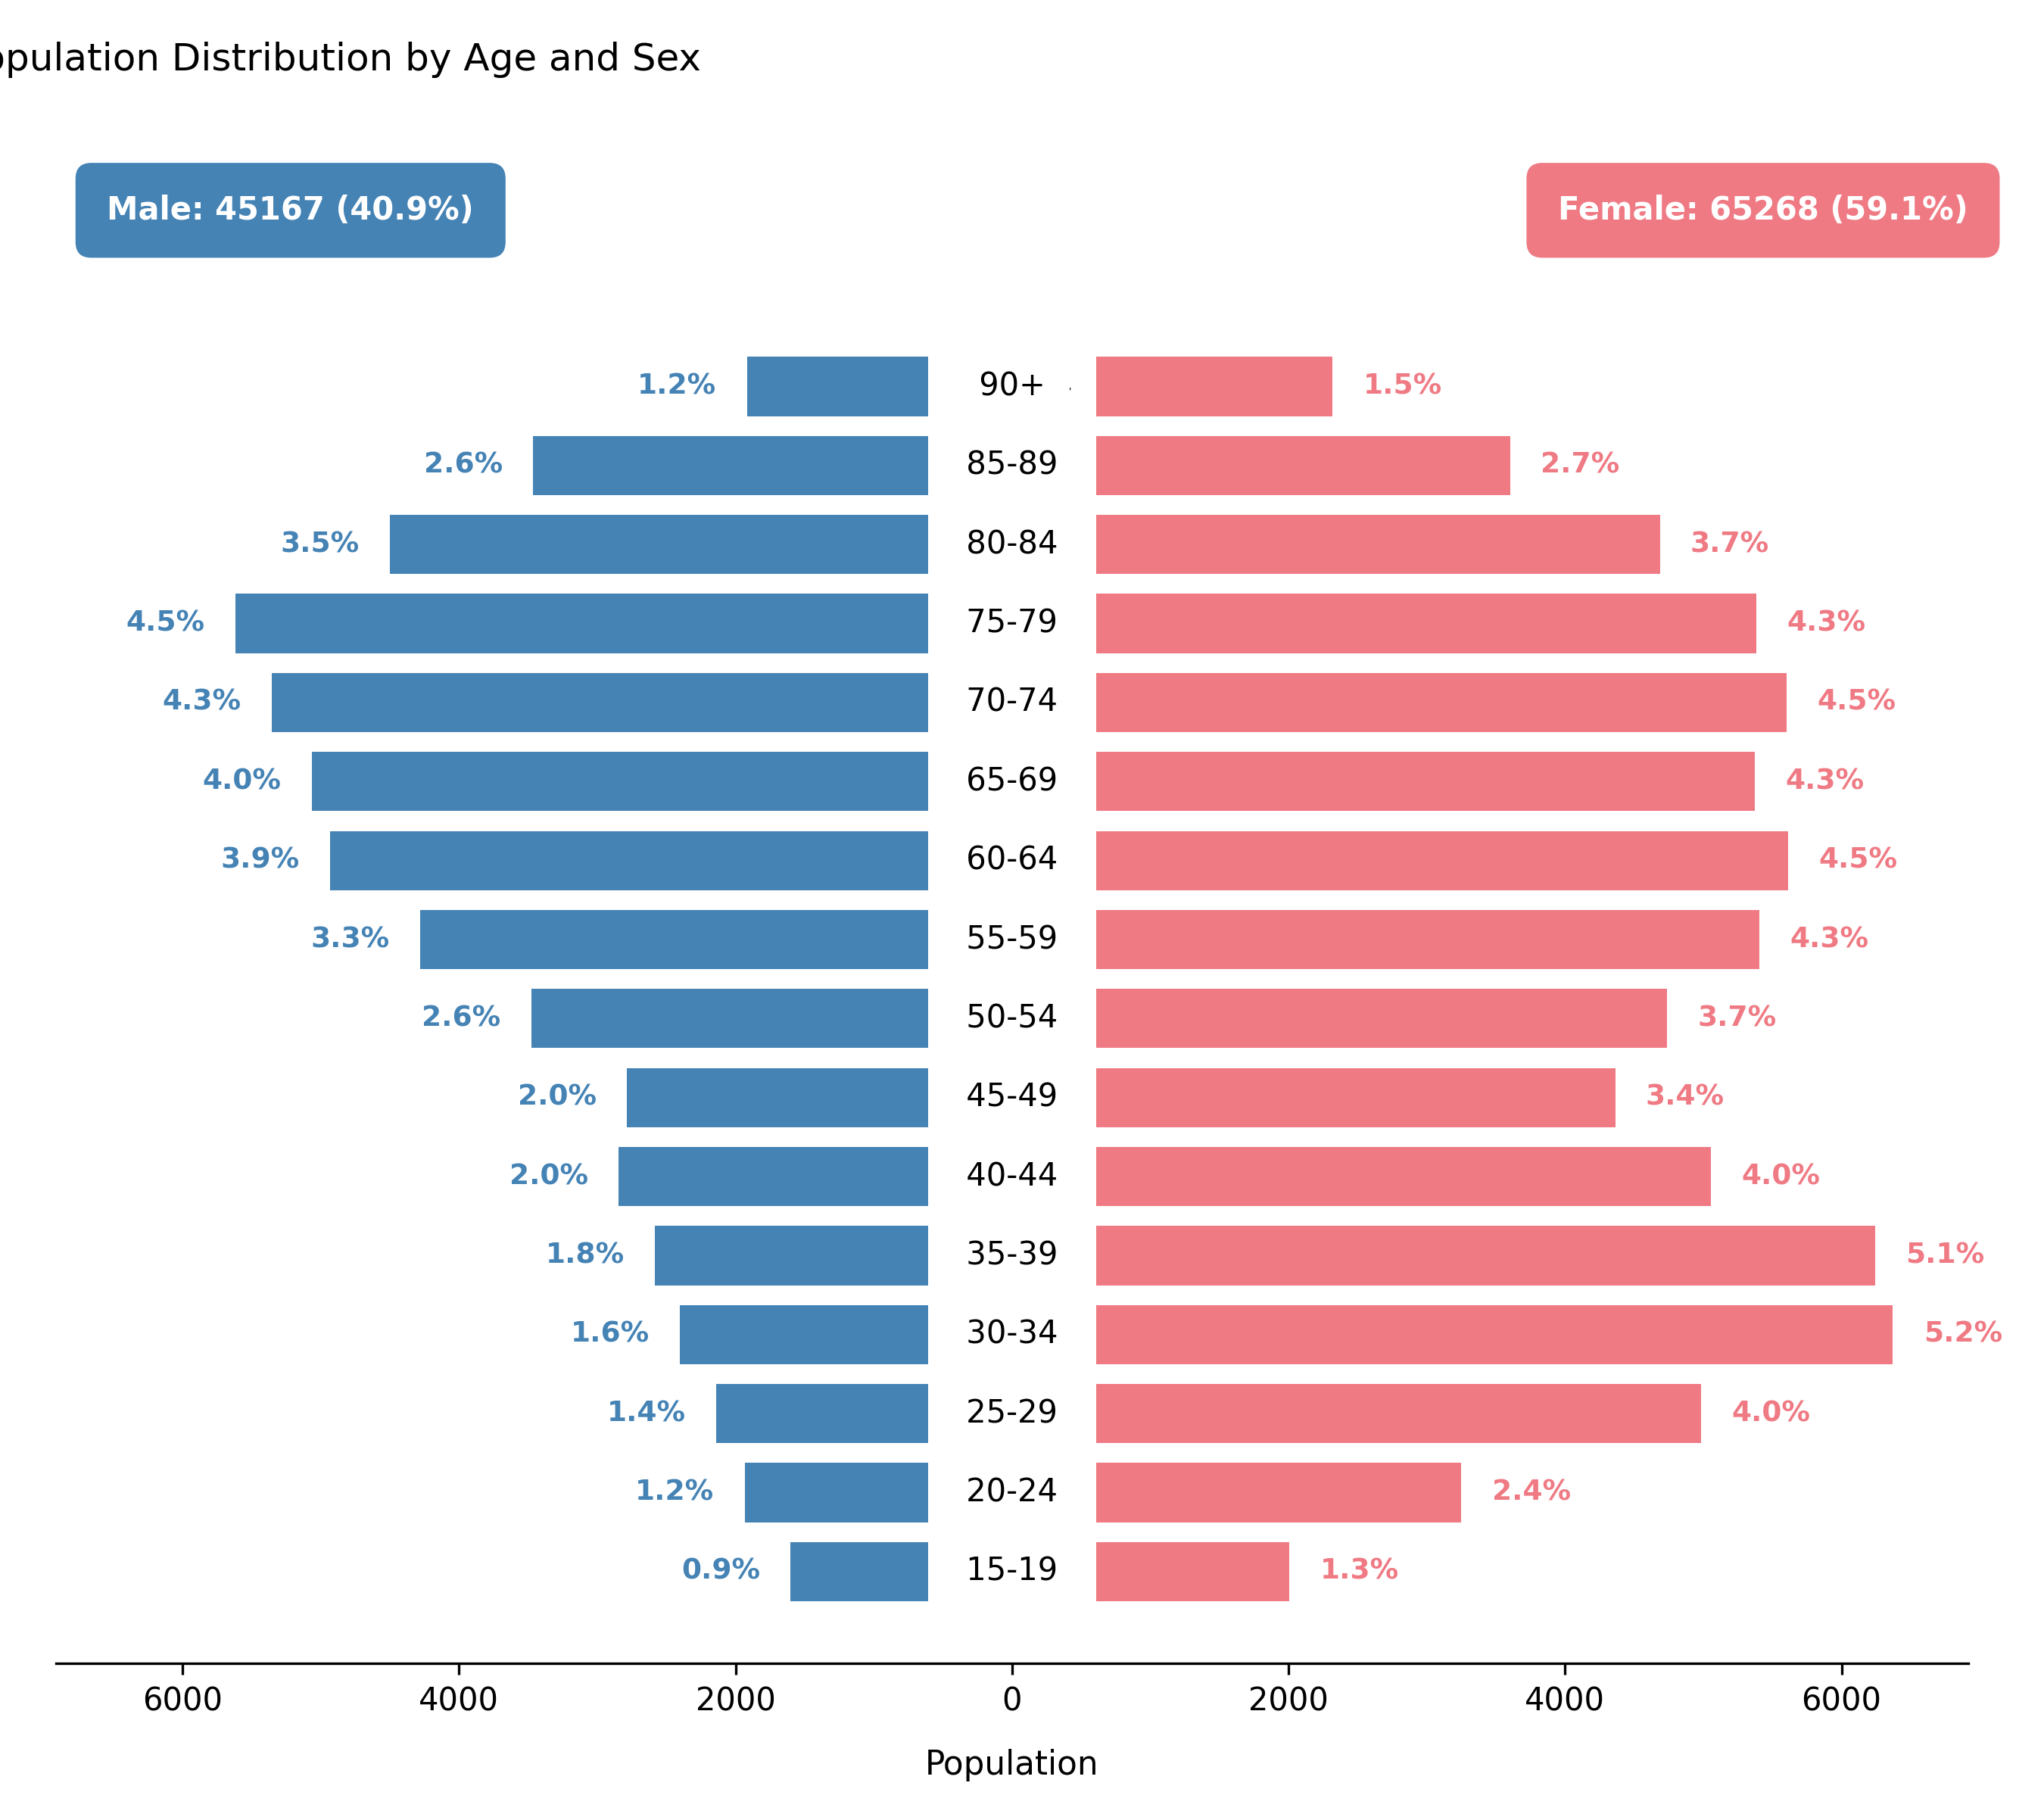 opulation Distribution by Age and Sex
Male: 45167 (40.9%) Female: 65268 (59.1%)
1.2% 90+ 1.5%
2.6% 85-89 2.7%
3.5% 80-84 3.7%
4.5% 75-79 4.3%
4.3% 70-74 4.5%
4.0% 65-69 4.3%
3.9% 60-64 4.5%
3.3% 55-59 4.3%
2.6% 50-54 3.7%
2.0% 45-49 3.4%
2.0% 40-44 4.0%
1.8% 35-39 5.1%
1.6% 30-34 5.2%
1.4% 25-29 4.0%
1.2% 20-24 2.4%
0.9% 15-19 1.3%
6000 4000 2000 0 2000 4000 6000
Population